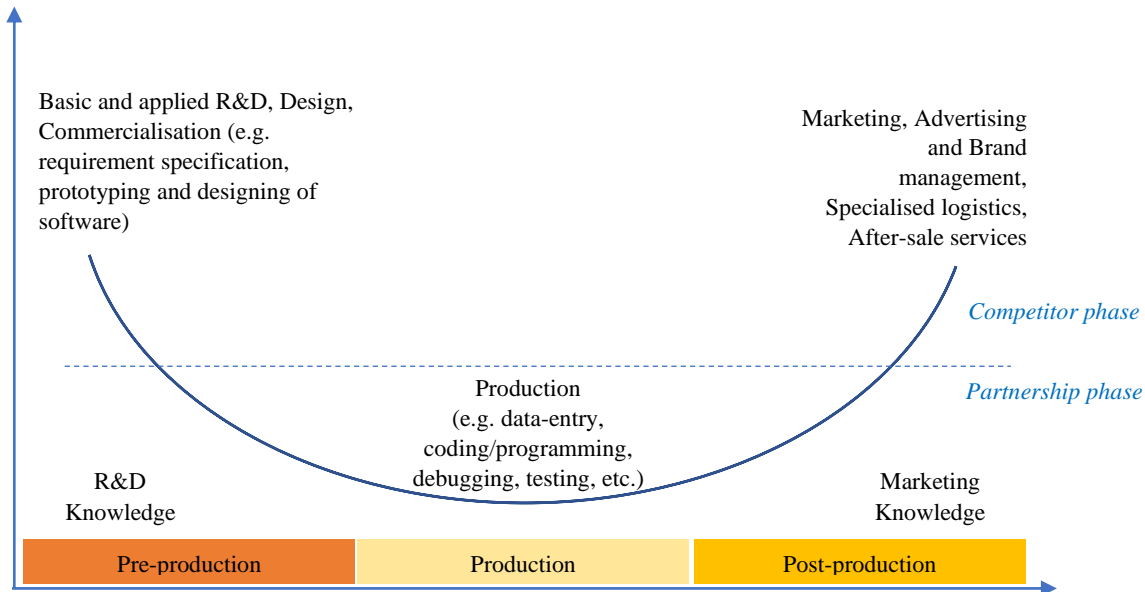 Basic and applied R&D, Design,
Commercialisation (e.g.
requirement specification,
prototyping and designing of
software)
Marketing, Advertising
and Brand
management,
Specialised logistics,
After-sale services
Competitor phase
Partnership phase
Production
(e.g. data-entry,
coding/programming,
debugging, testing, etc.)
R&D
Knowledge
Marketing
Knowledge
Pre-production
Production
Post-production